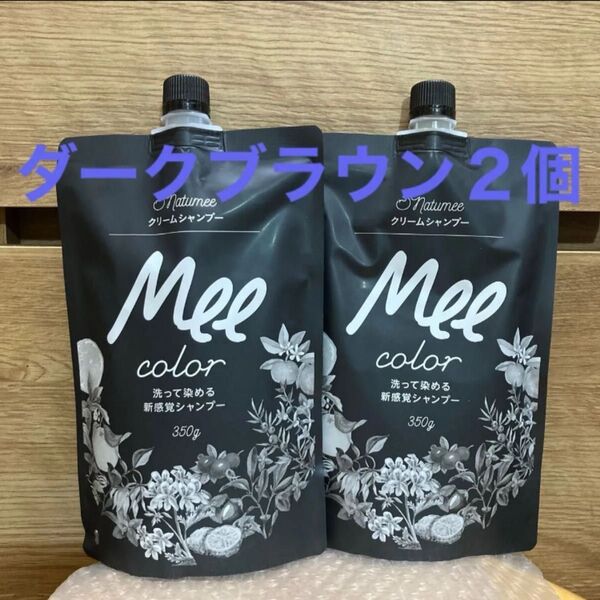 ダークブラウン２個
Natumee
クリームシャンプー
Mee
color
洗って染める
新感覚シャンプー
350g
Natumee
クリームシャンプー
Mee
color
洗って染める
新感覚シャンプー
350g